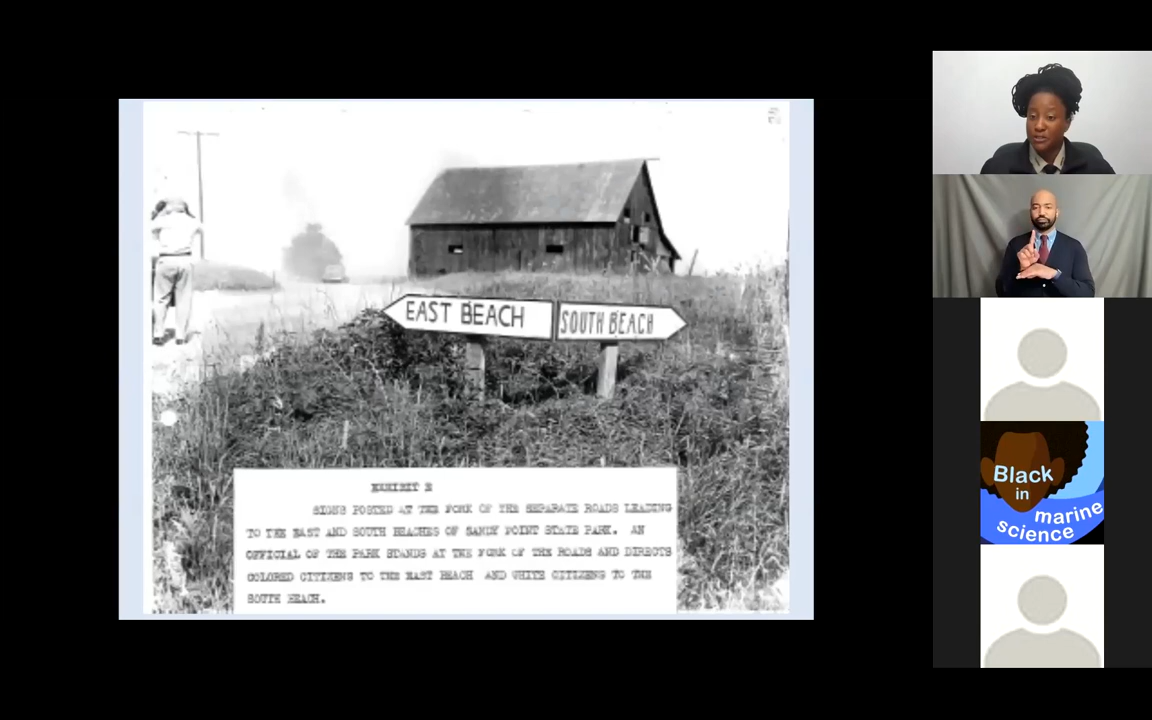 EAST BEACH
SOUTH BEACH
EXHIBIT E
SIGNS POSTED AT THE FORK OF THE SEPARATE ROADS LEADING
TO THE EAST AND SOUTH BEACHES OF SANDY POINT STATE PARK. AN
OFFICIAL OF THE PARK STANDS AT THE FORK OF THE ROADS AND DIRECTS
COLORED CITIZENS TO THE EAST BEACH AND WHITE CITIZENS TO THE
SOUTH BEACH.
Black
in
marine
science